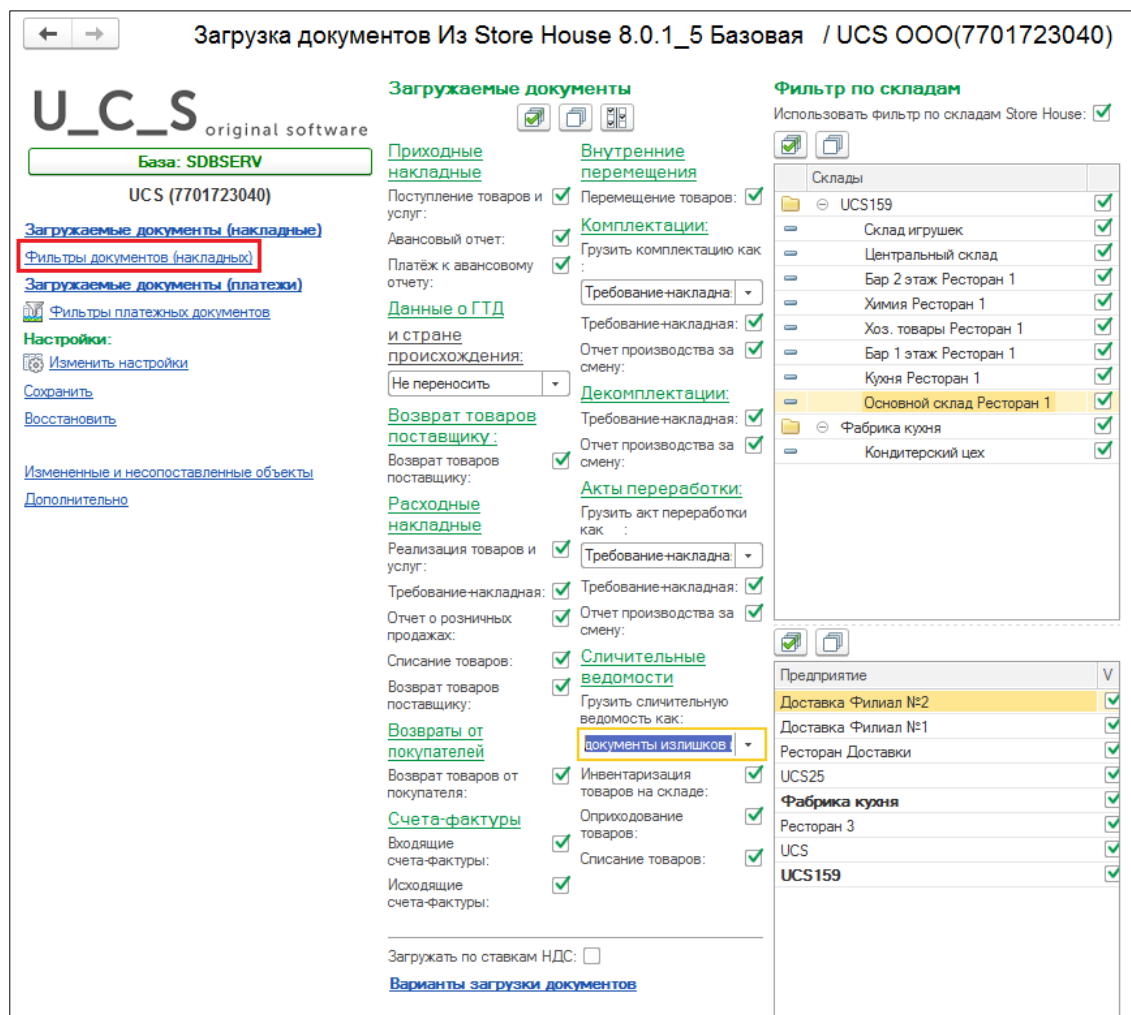 Загрузка документов Из Store House 8.0.1_5 Базовая / UCS ООО(7701723040)
U_C_S original software
База: SDBSERV
UCS (7701723040)
Загружаемые документы (накладные)
Фильтры документов (накладных)
Загружаемые документы (платежи)
Фильтры платежных документов
Настройки:
Изменить настройки
Сохранить
Восстановить
Измененные и несопоставленные объекты
Дополнительно
Загружаемые документы
Приходные
накладные
Поступление товаров и
услуг:
Авансовый отчет:
Платёж к авансовому
отчету:
Данные о ГТД
и стране
происхождения:
Не переносить
Возврат товаров
поставщику :
Возврат товаров
поставщику:
Расходные
накладные
Реализация товаров и
услуг:
Требование-накладная:
Отчет о розничных
продажах:
Списание товаров:
Возврат товаров
поставщику:
Возвраты от
покупателей
Возврат товаров от
покупателя:
Счета-фактуры
Входящие
счета-фактуры:
Исходящие
счета-фактуры:
Внутренние
перемещения
Перемещение товаров:
Комплектации:
Грузить комплектацию как
:
Требование-накладна:
Требование-накладная:
Отчет производства за
смену:
Декомплектации:
Требование-накладная:
Отчет производства за
смену:
Акты переработки:
Грузить акт переработки
как :
Требование-накладна:
Требование-накладная:
Отчет производства за
смену:
Сличительные
ведомости
Грузить сличительную
ведомость как:
документы излишков
Инвентаризация
товаров на складе:
Оприходование
товаров:
Списание товаров:
Загружать по ставкам НДС:
Варианты загрузки документов
Фильтр по складам
Использовать фильтр по складам Store House:
Склады
UCS159
Склад игрушек
Центральный склад
Бар 2 этаж Ресторан 1
Химия Ресторан 1
Хоз. товары Ресторан 1
Бар 1 этаж Ресторан 1
Кухня Ресторан 1
Основной склад Ресторан 1
Фабрика кухня
Кондитерский цех
Предприятие V
Доставка Филиал №2
Доставка Филиал №1
Ресторан Доставки
UCS25
Фабрика кухня
Ресторан 3
UCS
UCS159